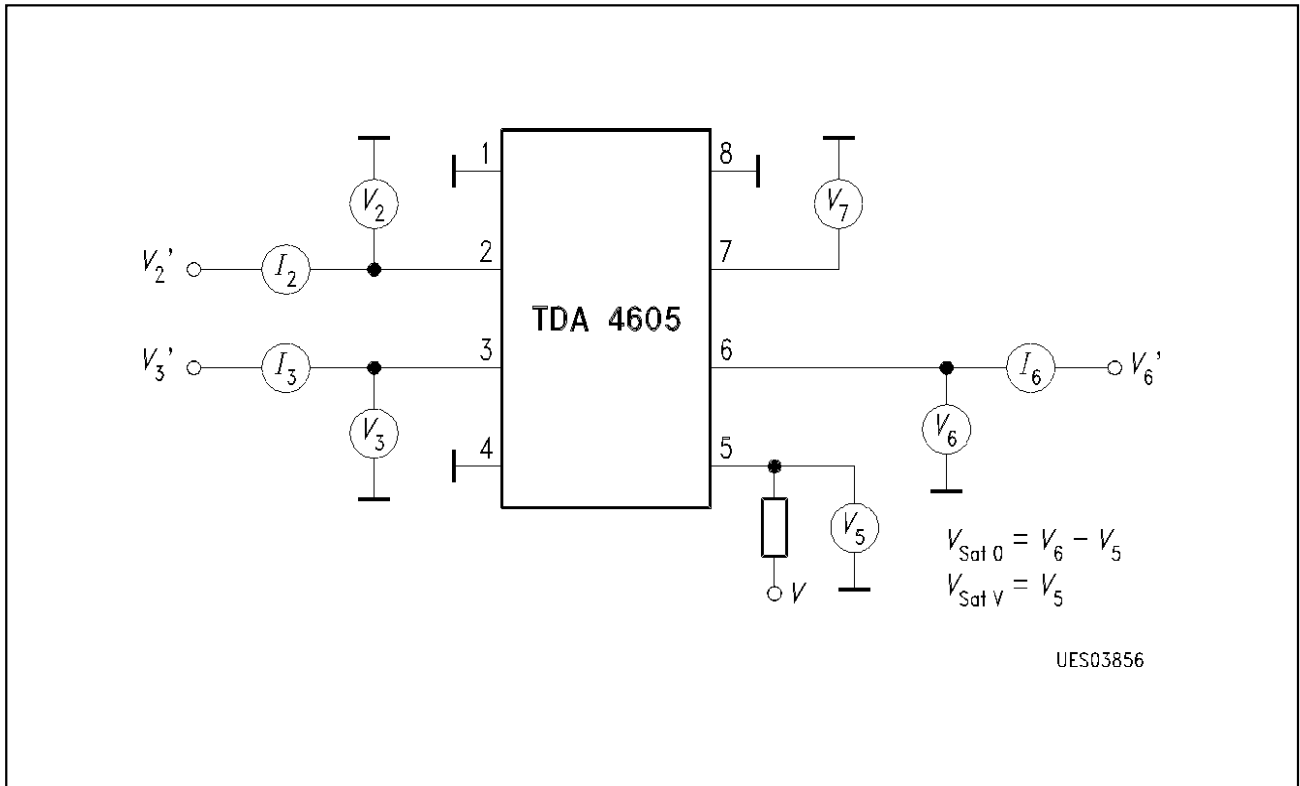 1
8
V2
V7
V2'
I2
2
7
TDA 4605
V3'
I3
3
6
I6
V6'
V3
V6
4
5
V5
VSat O = V6 − V5
V
VSat V = V5
UES03856